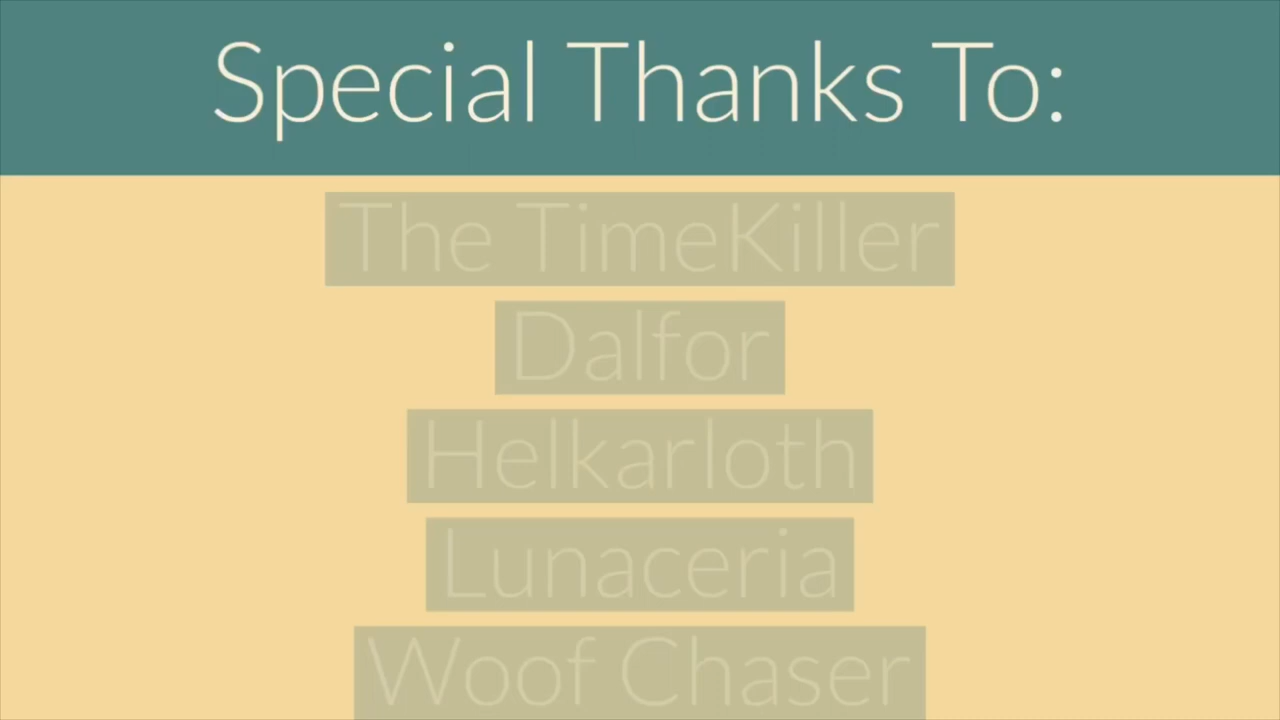 Special Thanks To:
The TimeKiller
Dalfor
Helkarloth
Lunaceria
Woof Chaser